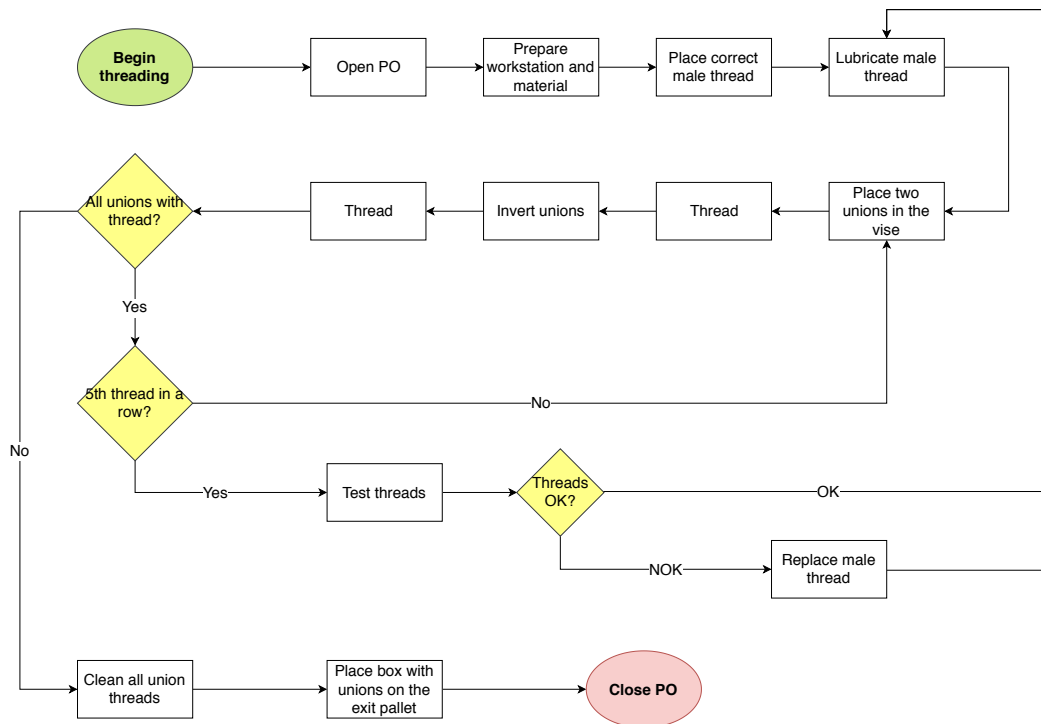 Begin
threading
Open PO
Prepare
workstation and
material
Place correct
male thread
Lubricate male
thread
All unions with
thread?
Thread
Invert unions
Thread
Place two
unions in the
vise
Yes
5th thread in a
row?
No
No
Yes
Test threads
Threads
OK?
OK
NOK
Replace male
thread
Clean all union
threads
Place box with
unions on the
exit pallet
Close PO